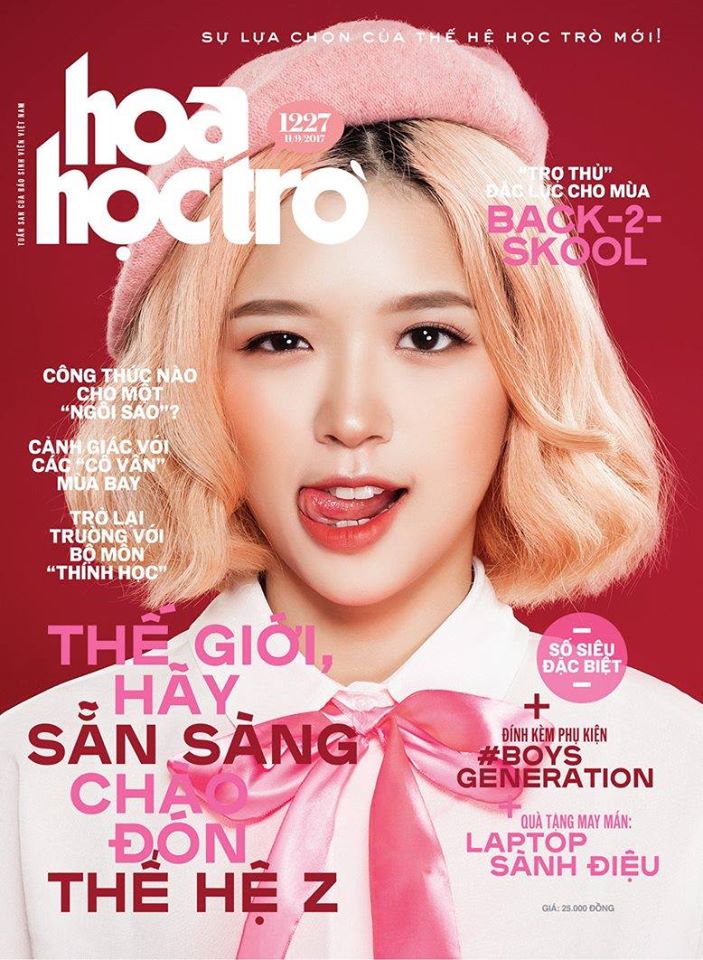 SỰ LỰA CHỌN CỦA THẾ HỆ HỌC TRÒ MỚI!
TUẦN SAN CỦA BÁO SINH VIÊN VIỆT NAM
hoa
học trò
1227
11/9/2017
"TRỢ THỦ"
ĐẮC LỰC CHO MÙA
BACK-2-
SKOOL
CÔNG THỨC NÀO
CHO MỘT
"NGÔI SAO"?
CẢNH GIÁC VỚI
CÁC "CỐ VẤN"
MÙA BAY
TRỞ LẠI
TRƯỜNG VỚI
BỘ MÔN
"THÍNH HỌC"
THẾ GIỚI,
HÃY
SẴN SÀNG
CHÀO
ĐÓN
THẾ HỆ Z
SỐ SIÊU
ĐẶC BIỆT
+
ĐÍNH KÈM PHỤ KIỆN
#BOYS
GENERATION
+
QUÀ TẶNG MAY MẮN:
LAPTOP
SÀNH ĐIỆU
GIÁ: 25.000 ĐỒNG